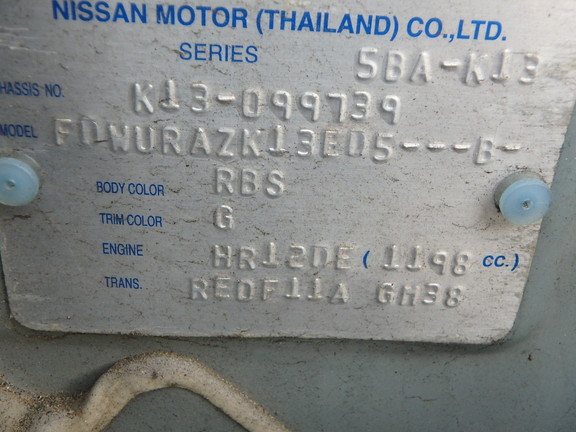 NISSAN MOTOR (THAILAND) CO.,LTD.
SERIES 5BA-K13
CHASSIS NO. K13-099739
MODEL FDWURAZK13ED5---B-
BODY COLOR RBS
TRIM COLOR G
ENGINE HR12DE ( 1198 CC.)
TRANS. RE0F11A GH38